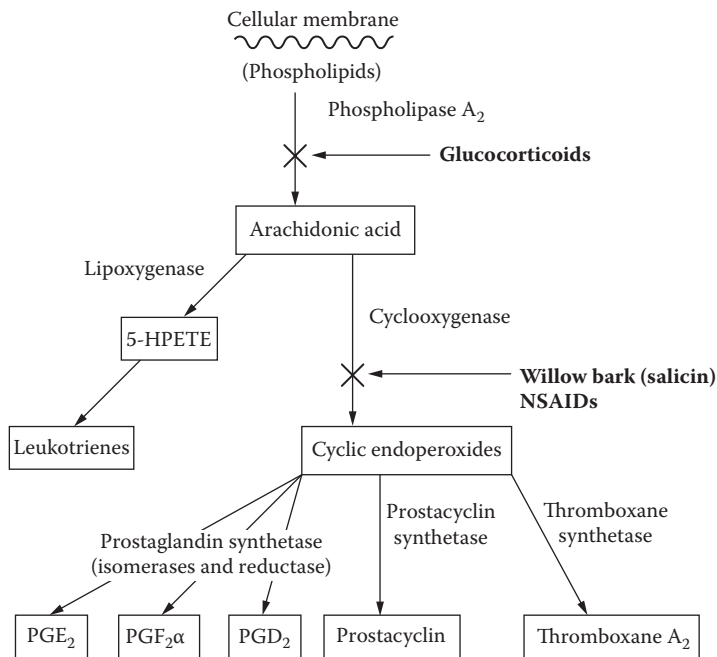 Cellular membrane
(Phospholipids)
Phospholipase A₂
Glucocorticoids
Arachidonic acid
Lipoxygenase
5-HPETE
Cyclooxygenase
Willow bark (salicin)
NSAIDs
Leukotrienes
Cyclic endoperoxides
Prostaglandin synthetase
(isomerases and reductase)
Prostacyclin
synthetase
Thromboxane
synthetase
PGE₂
PGF₂α
PGD₂
Prostacyclin
Thromboxane A₂